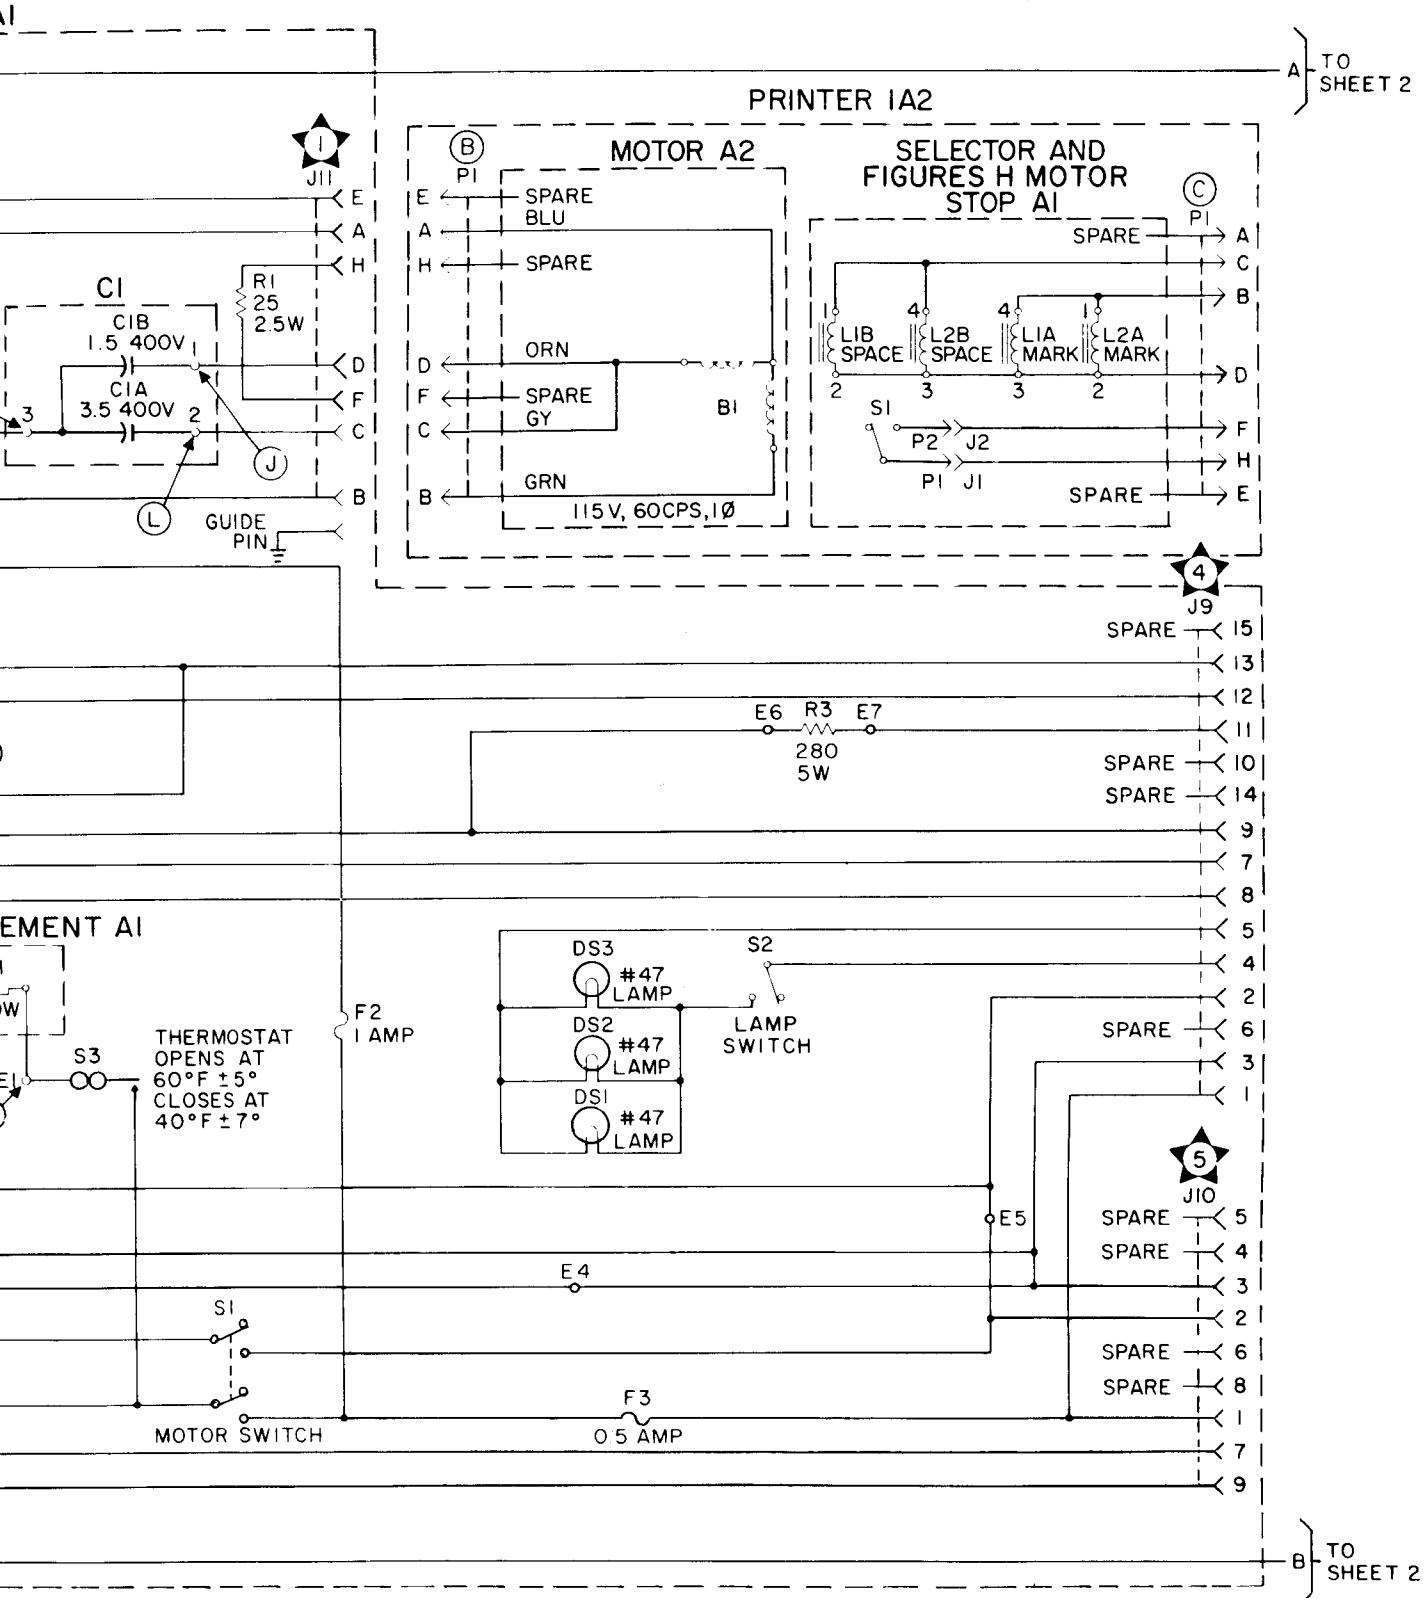 A1
A
TO
SHEET 2
PRINTER 1A2
1
J11
B
P1
MOTOR A2
SELECTOR AND
FIGURES H MOTOR
STOP A1
C
P1
E
A
H
D
F
C
B
E
A
H
D
F
C
B
SPARE
BLU
SPARE
ORN
SPARE
GY
GRN
B1
115V, 60CPS, 1Ø
SPARE
A
C
B
D
F
H
E
1
L1B
SPACE
2
4
L2B
SPACE
3
4
L1A
MARK
3
1
L2A
MARK
2
S1
P2 J2
P1 J1
SPARE
C1
C1B
1.5 400V
1
C1A
3.5 400V
2
3
R1
25
2.5W
J
L
GUIDE
PIN
4
J9
SPARE 15
13
12
E6 R3 E7
280
5W
11
SPARE 10
SPARE 14
9
7
8
5
4
2
SPARE 6
3
1
EMENT A1
OW
E1
S3
THERMOSTAT
OPENS AT
60°F ±5°
CLOSES AT
40°F ±7°
F2
1 AMP
DS3
#47
LAMP
DS2
#47
LAMP
DS1
#47
LAMP
S2
LAMP
SWITCH
5
J10
E5
SPARE 5
SPARE 4
E4
3
2
SPARE 6
SPARE 8
1
7
9
S1
MOTOR SWITCH
F3
0.5 AMP
B
TO
SHEET 2